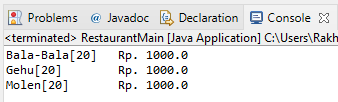 Problems @ Javadoc Declaration Console
<terminated> RestaurantMain [Java Application] C:\Users\Rakh
Bala-Bala[20] Rp. 1000.0
Gehu[20] Rp. 1000.0
Molen[20] Rp. 1000.0